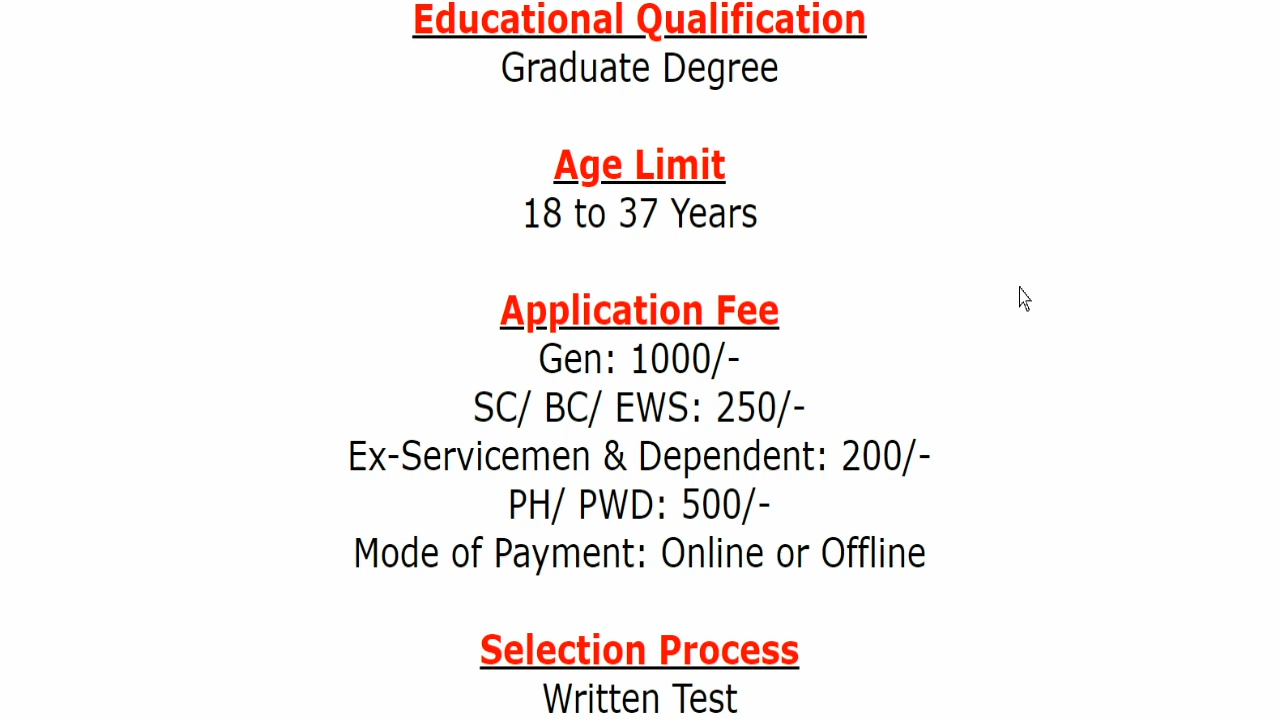 Educational Qualification
Graduate Degree
Age Limit
18 to 37 Years
Application Fee
Gen: 1000/-
SC/ BC/ EWS: 250/-
Ex-Servicemen & Dependent: 200/-
PH/ PWD: 500/-
Mode of Payment: Online or Offline
Selection Process
Written Test